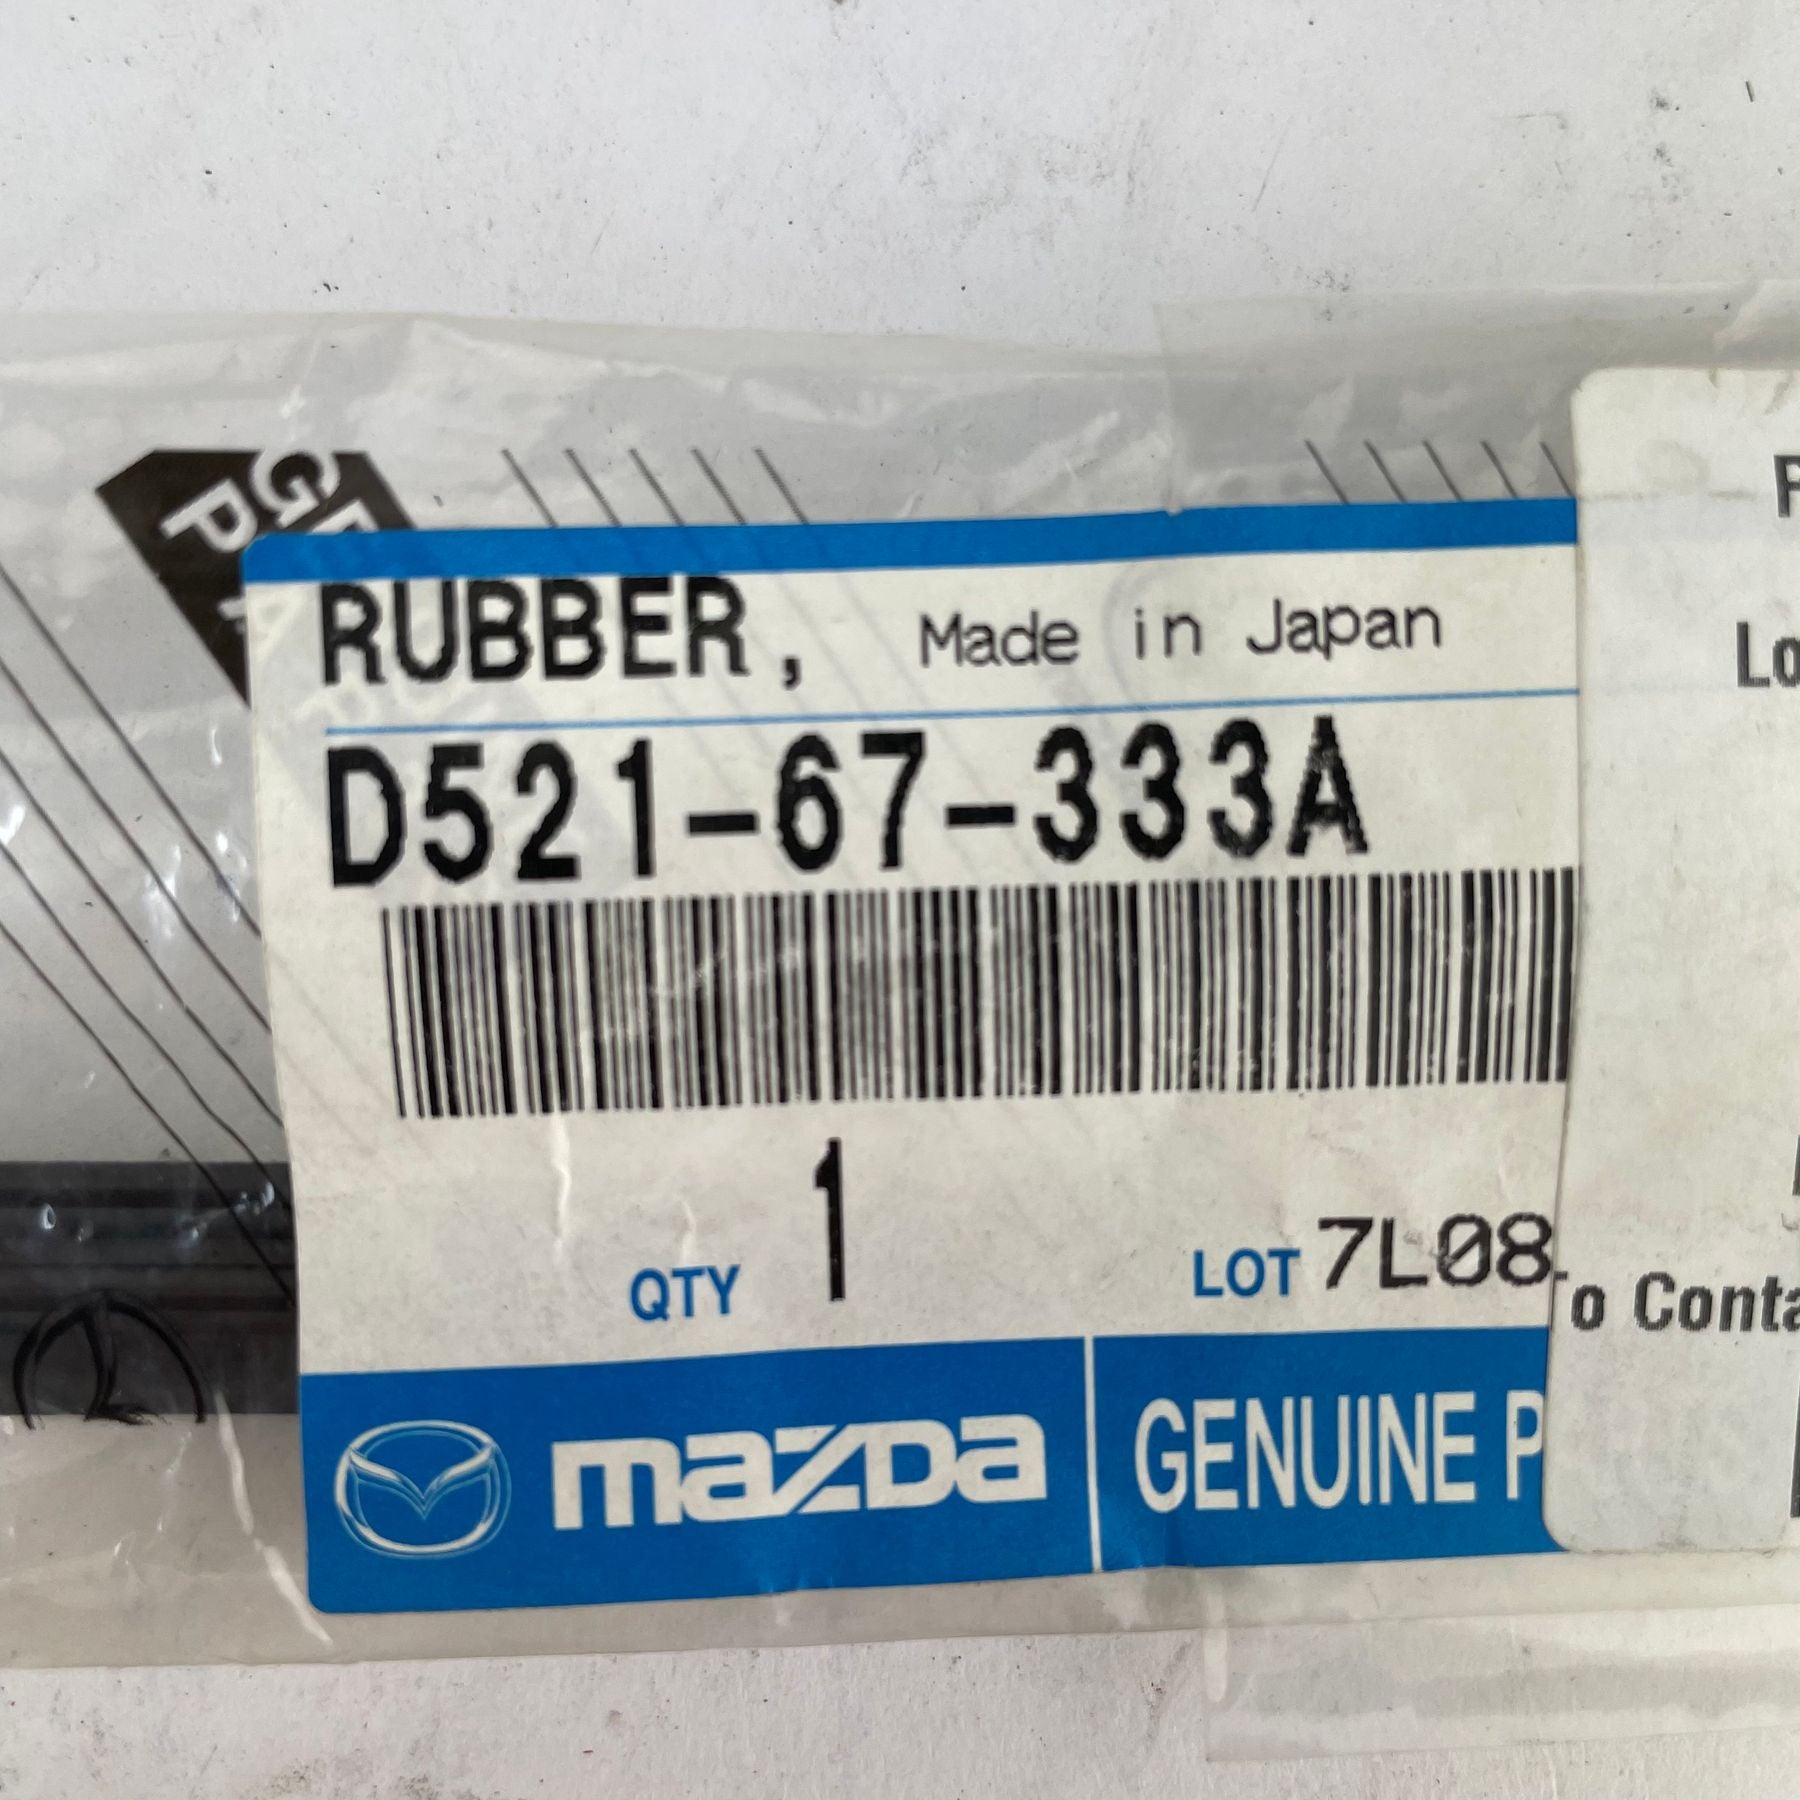 RUBBER, Made in Japan
D521-67-333A
QTY 1
LOT 7L08
mazda GENUINE P
Lo
o Conta